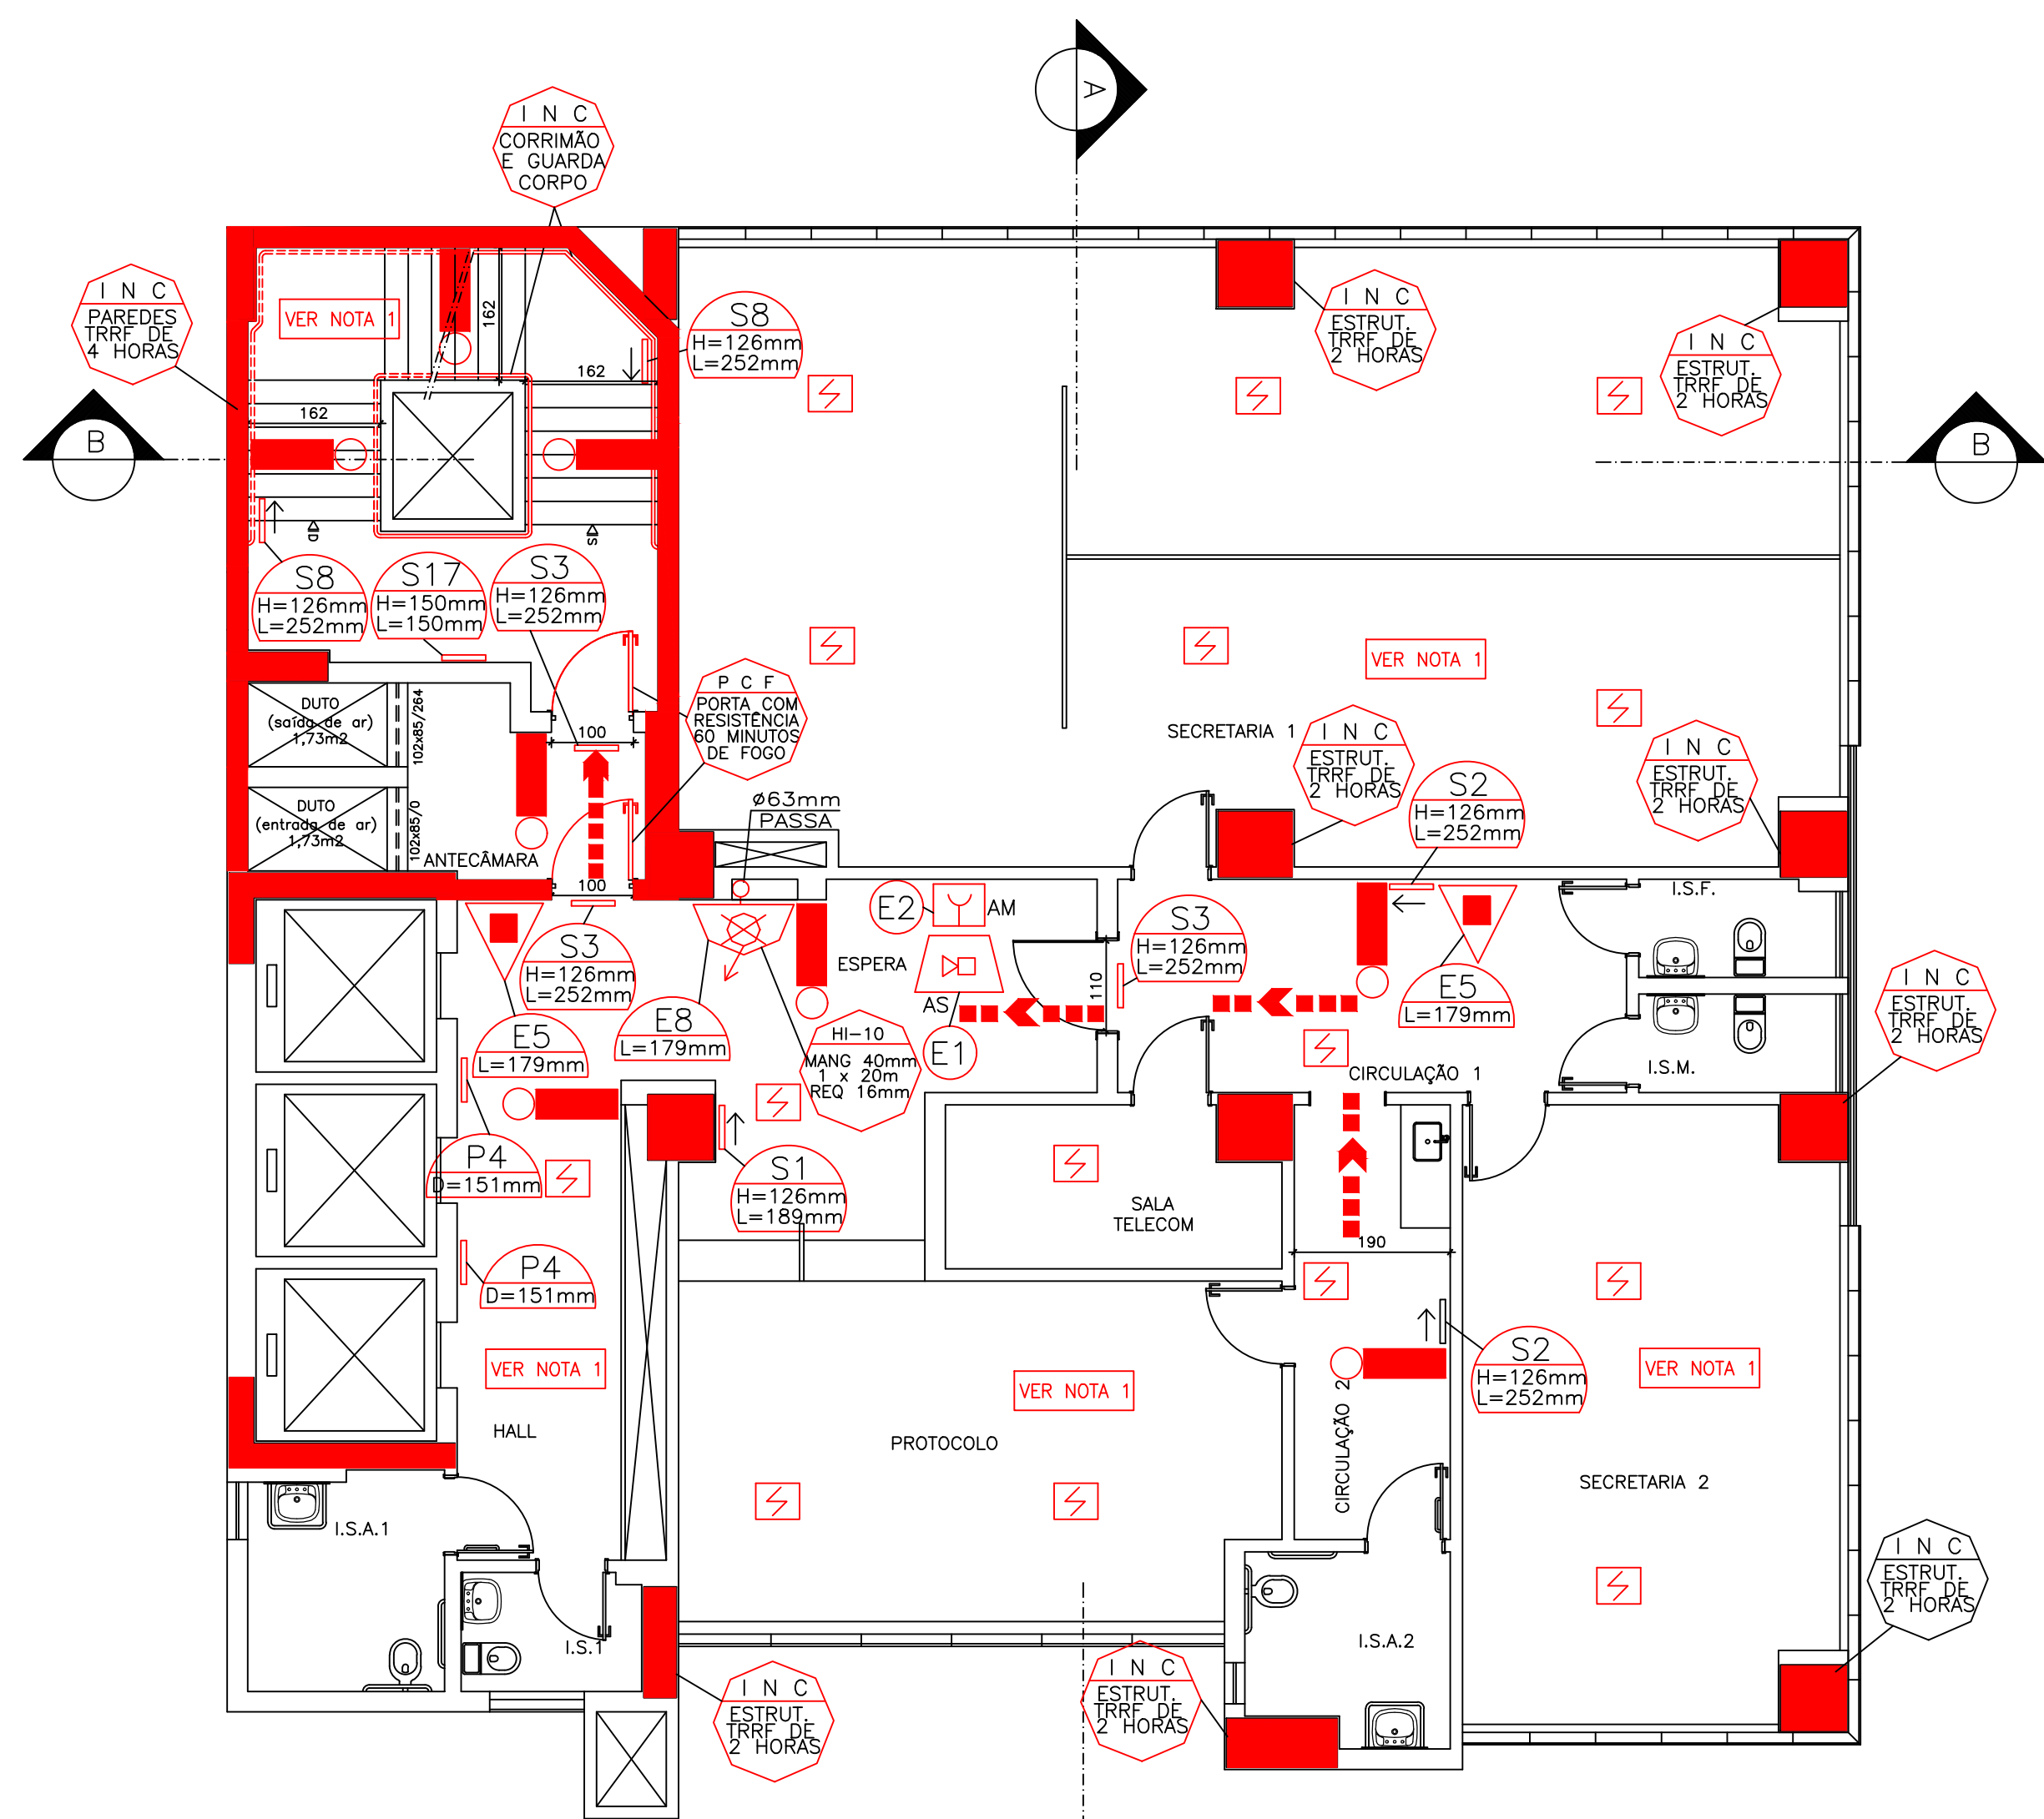 A
I N C
CORRIMÃO
E GUARDA
CORPO
I N C
PAREDES
TRRF DE
4 HORAS
VER NOTA 1
162
S8
H=126mm
L=252mm
I N C
ESTRUT.
TRRF DE
2 HORAS
I N C
ESTRUT.
TRRF DE
2 HORAS
162
162
B
B
D
S
S8
H=126mm
L=252mm
S17
H=150mm
L=150mm
S3
H=126mm
L=252mm
VER NOTA 1
SECRETARIA 1
P C F
PORTA COM
RESISTÊNCIA
60 MINUTOS
DE FOGO
DUTO
(saída de ar)
1,73m2
102x85/264
100
I N C
ESTRUT.
TRRF DE
2 HORAS
I N C
ESTRUT.
TRRF DE
2 HORAS
S2
H=126mm
L=252mm
DUTO
(entrada de ar)
1,73m2
102x85/0
ANTECÂMARA
ø63mm
PASSA
100
E2
AM
I.S.F.
S3
H=126mm
L=252mm
S3
H=126mm
L=252mm
ESPERA
AS
110
E5
L=179mm
E5
L=179mm
E8
L=179mm
HI-10
MANG 40mm
1 x 20m
REQ 16mm
E1
CIRCULAÇÃO 1
I.S.M.
I N C
ESTRUT.
TRRF DE
2 HORAS
P4
D=151mm
S1
H=126mm
L=189mm
SALA
TELECOM
190
P4
D=151mm
S2
H=126mm
L=252mm
VER NOTA 1
VER NOTA 1
VER NOTA 1
HALL
PROTOCOLO
CIRCULAÇÃO 2
SECRETARIA 2
I.S.A.1
I.S.1
I.S.A.2
I N C
ESTRUT.
TRRF DE
2 HORAS
I N C
ESTRUT.
TRRF DE
2 HORAS
I N C
ESTRUT.
TRRF DE
2 HORAS